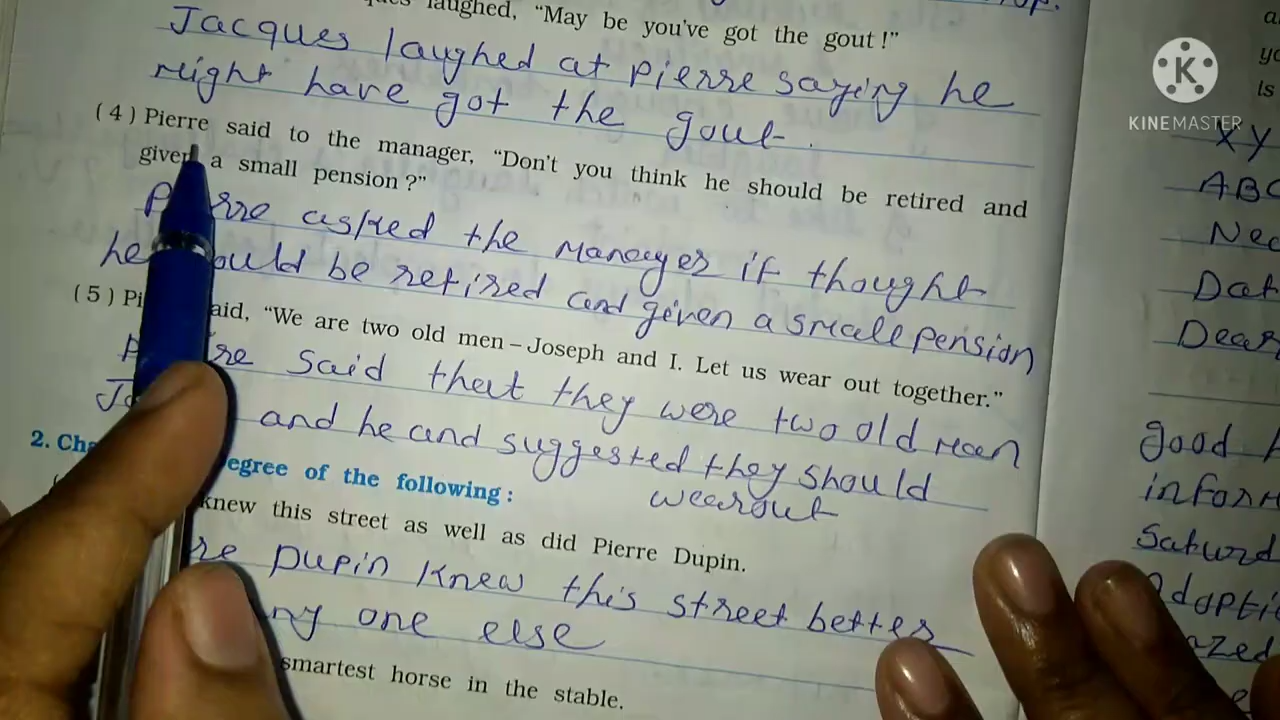 laughed, "May be you've got the gout !"
Jacques laughed at Pierre saying he
might have got the gout.
( 4 ) Pierre said to the manager, "Don't you think he should be retired and
given a small pension ?"
asked the Manager if thought
he be retired and given a small pension
( 5 ) "We are two old men – Joseph and I. Let us wear out together."
said that they were two old men
and he and suggested they should
wearout
2. of the following :
knew this street as well as did Pierre Dupin.
Dupin knew this street better
one else
smartest horse in the stable.
KINEMASTER
K
XY
ABC
Dear
good